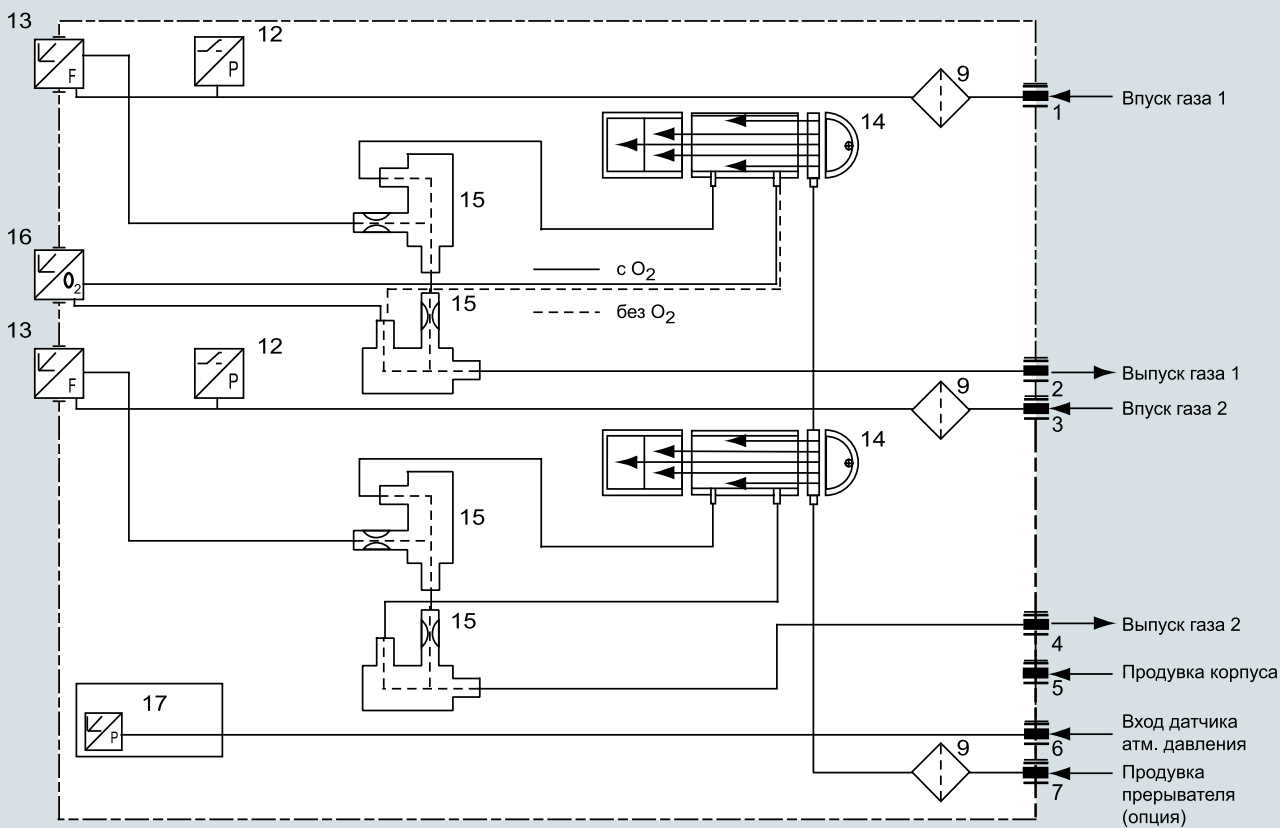 13
12
F
P
9
1
Впуск газа 1
14
15
16
O2
с O2
15
без O2
13
12
F
P
2
Выпуск газа 1
9
3
Впуск газа 2
14
15
15
4
Выпуск газа 2
5
Продувка корпуса
17
P
6
Вход датчика
атм. давления
9
7
Продувка
прерывателя
(опция)